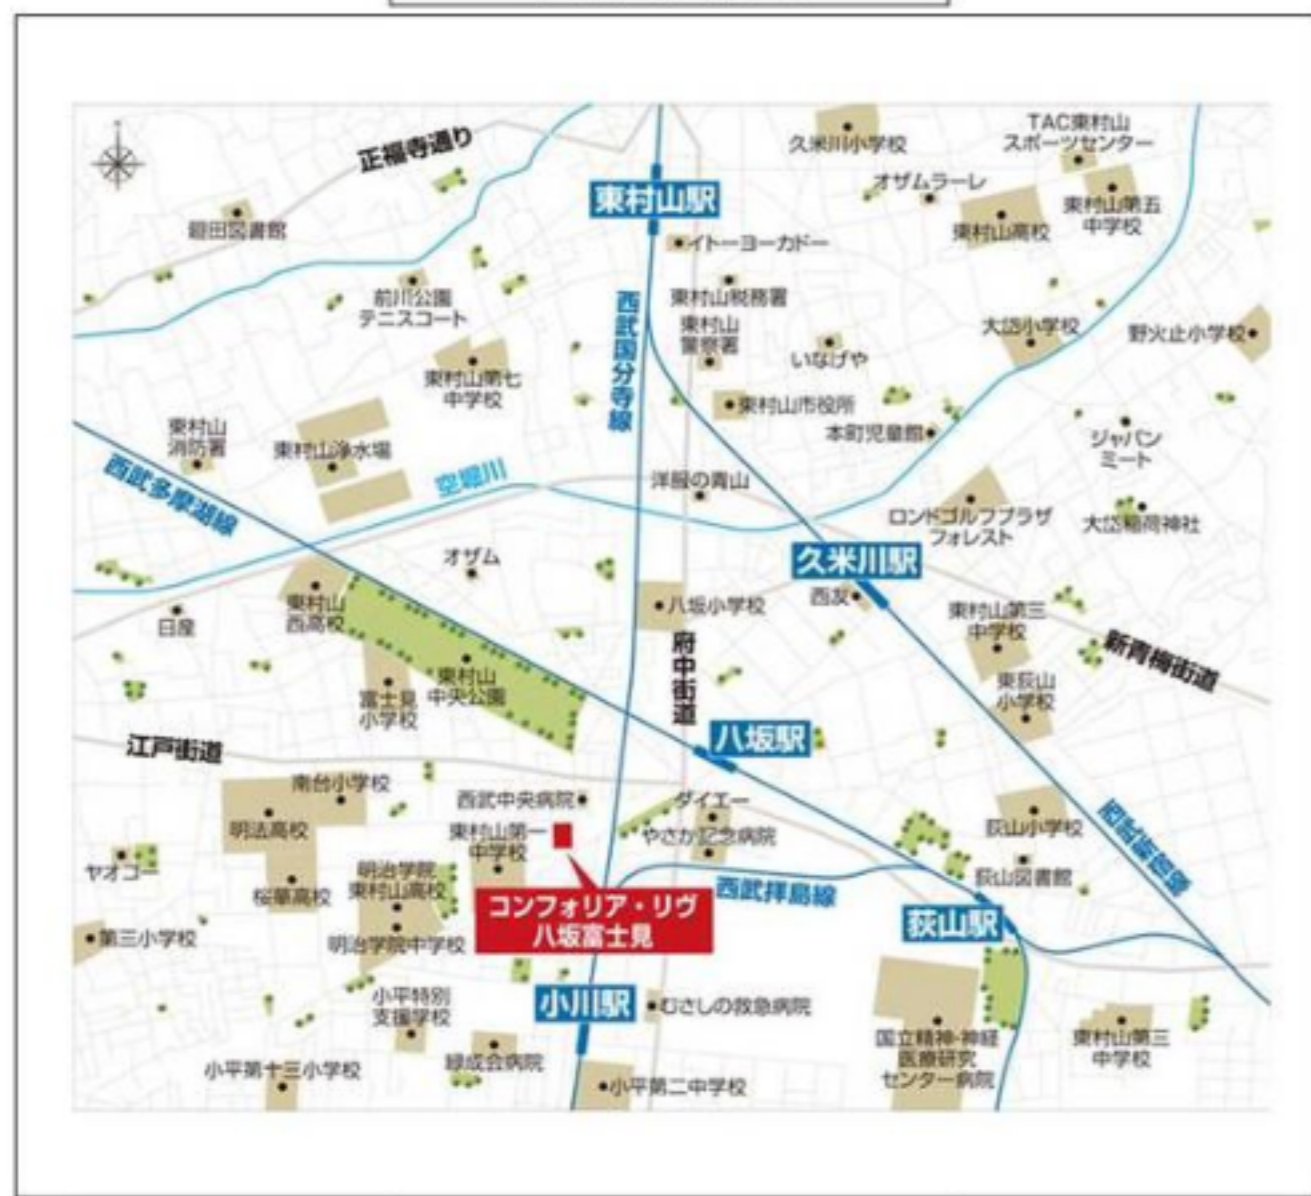 正福寺通り
久米川小学校
TAC東村山
スポーツセンター
オザムラーレ
東村山駅
東村山高校
東村山第五
中学校
イトーヨーカドー
前川公園
テニスコート
東村山税務署
東村山
警察署
西武国分寺線
いなげや
大岱小学校
野火止小学校
東村山第七
中学校
東村山市役所
本町児童館
ジャパン
ミート
東村山
消防署
東村山浄水場
西武多摩湖線
空堀川
洋服の青山
ロンドゴルフプラザ
フォレスト
大岱稲荷神社
オザム
久米川駅
西友
八坂小学校
東村山
西高校
日産
東村山第三
中学校
新青梅街道
府中街道
東村山
中央公園
富士見
小学校
東萩山
小学校
江戸街道
八坂駅
南台小学校
西武中央病院
ダイエー
明法高校
東村山第一
中学校
やさか記念病院
萩山小学校
西武新宿線
ヤオコー
明治学院
東村山高校
桜華高校
萩山図書館
西武拝島線
コンフォリア・リヴ
八坂富士見
萩山駅
第三小学校
明治学院中学校
小平特別
支援学校
小川駅
むさしの救急病院
国立精神・神経
医療研究
センター病院
東村山第三
中学校
緑成会病院
小平第十三小学校
小平第二中学校